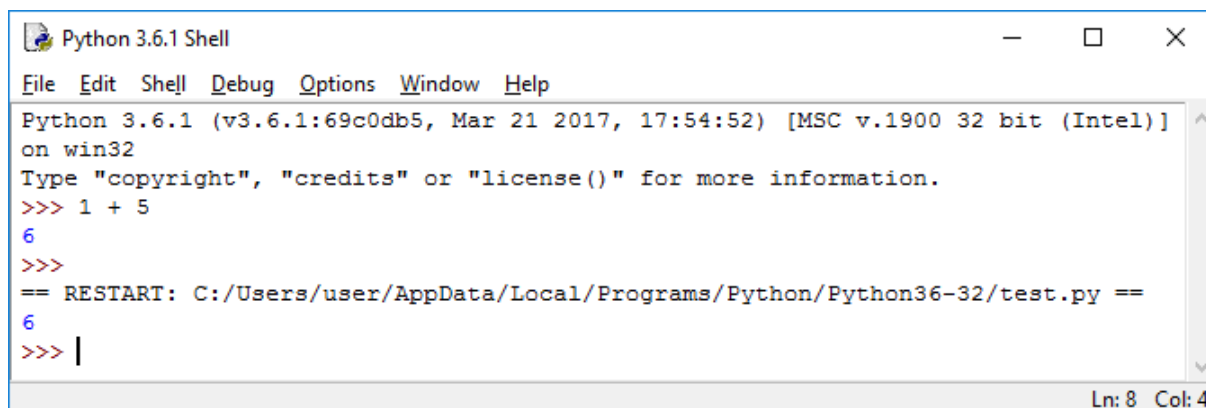 Python 3.6.1 Shell
File Edit Shell Debug Options Window Help
Python 3.6.1 (v3.6.1:69c0db5, Mar 21 2017, 17:54:52) [MSC v.1900 32 bit (Intel)]
on win32
Type "copyright", "credits" or "license()" for more information.
>>> 1 + 5
6
>>>
== RESTART: C:/Users/user/AppData/Local/Programs/Python/Python36-32/test.py ==
6
>>>
Ln: 8 Col: 4